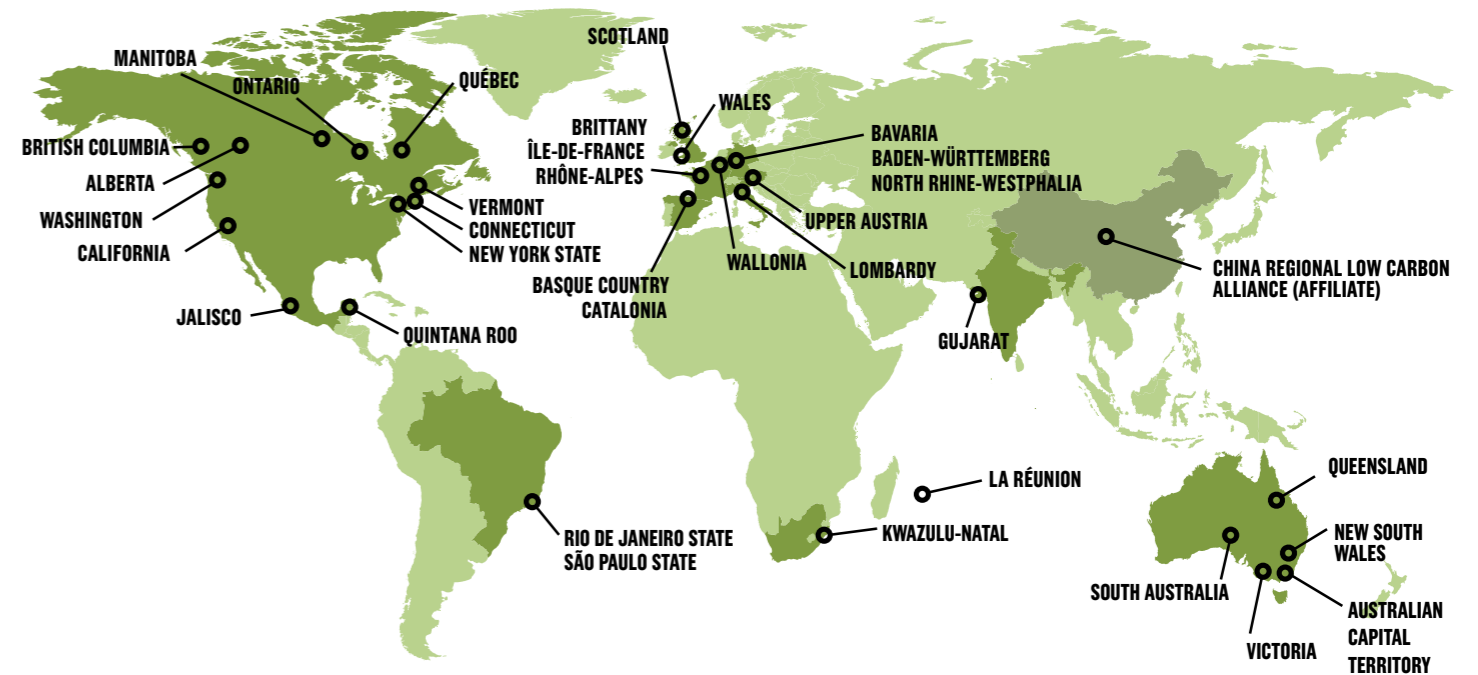 SCOTLAND
MANITOBA
ONTARIO
QUÉBEC
WALES
BRITTANY
ÎLE-DE-FRANCE
RHÔNE-ALPES
BAVARIA
BADEN-WÜRTTEMBERG
NORTH RHINE-WESTPHALIA
BRITISH COLUMBIA
ALBERTA
WASHINGTON
CALIFORNIA
VERMONT
CONNECTICUT
NEW YORK STATE
UPPER AUSTRIA
WALLONIA
LOMBARDY
BASQUE COUNTRY
CATALONIA
CHINA REGIONAL LOW CARBON
ALLIANCE (AFFILIATE)
JALISCO
QUINTANA ROO
GUJARAT
QUEENSLAND
LA RÉUNION
RIO DE JANEIRO STATE
SÃO PAULO STATE
KWAZULU-NATAL
NEW SOUTH
WALES
SOUTH AUSTRALIA
AUSTRALIAN
CAPITAL
TERRITORY
VICTORIA